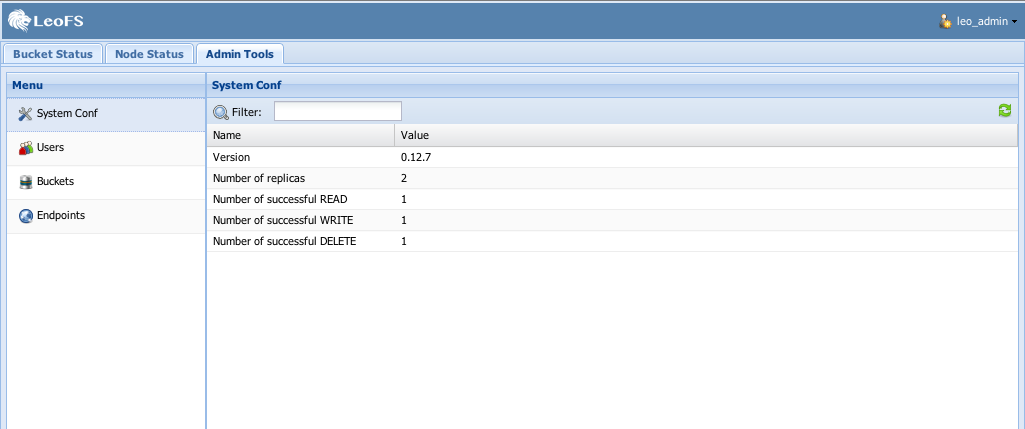 LeoFS
leo_admin
Bucket Status Node Status Admin Tools
Menu
System Conf
Users
Buckets
Endpoints
System Conf
Filter:
Name Value
Version 0.12.7
Number of replicas 2
Number of successful READ 1
Number of successful WRITE 1
Number of successful DELETE 1